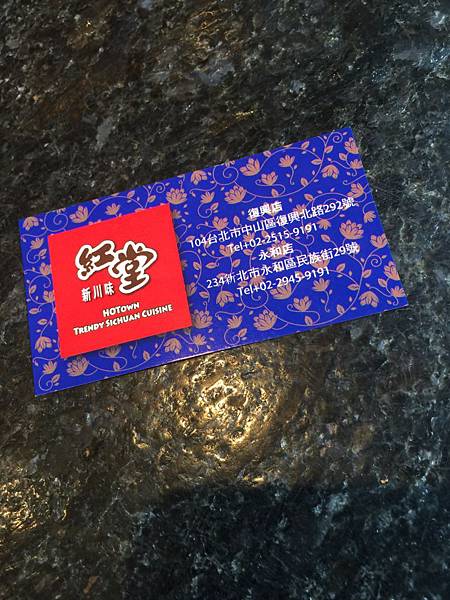 紅堂
新川味
HOTOWN
TRENDY SICHUAN CUISINE
復興店
104台北市中山區復興北路292號
Tel+02-2515-9191
永和店
234新北市永和區民族街29號
Tel+02-2945-9191